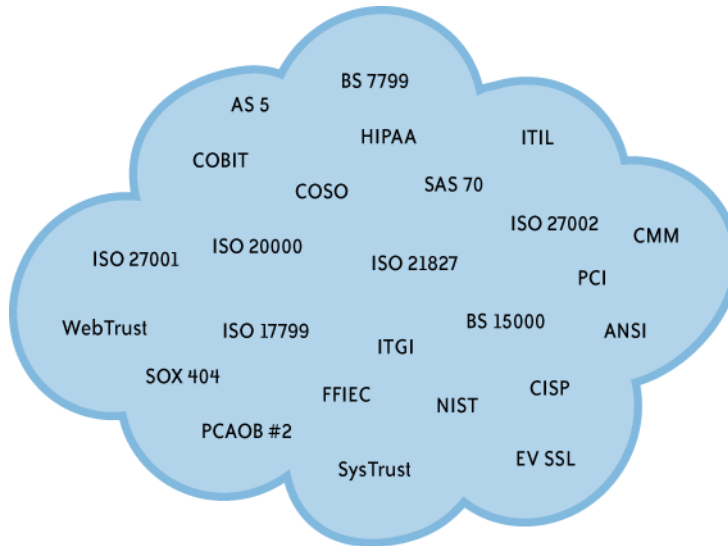 BS 7799
AS 5
HIPAA
ITIL
COBIT
COSO
SAS 70
ISO 27002
CMM
ISO 27001
ISO 20000
ISO 21827
PCI
WebTrust
ISO 17799
ITGI
BS 15000
ANSI
SOX 404
FFIEC
NIST
CISP
PCAOB #2
SysTrust
EV SSL